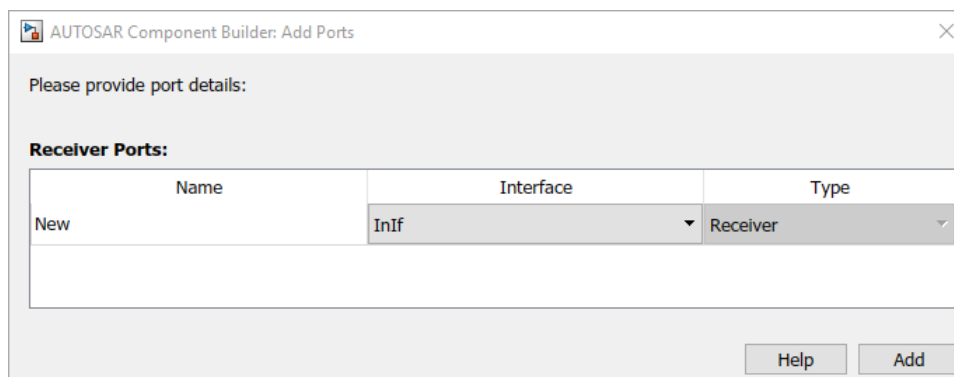 AUTOSAR Component Builder: Add Ports
Please provide port details:
Receiver Ports:
Name Interface Type
New InIf Receiver
Help Add